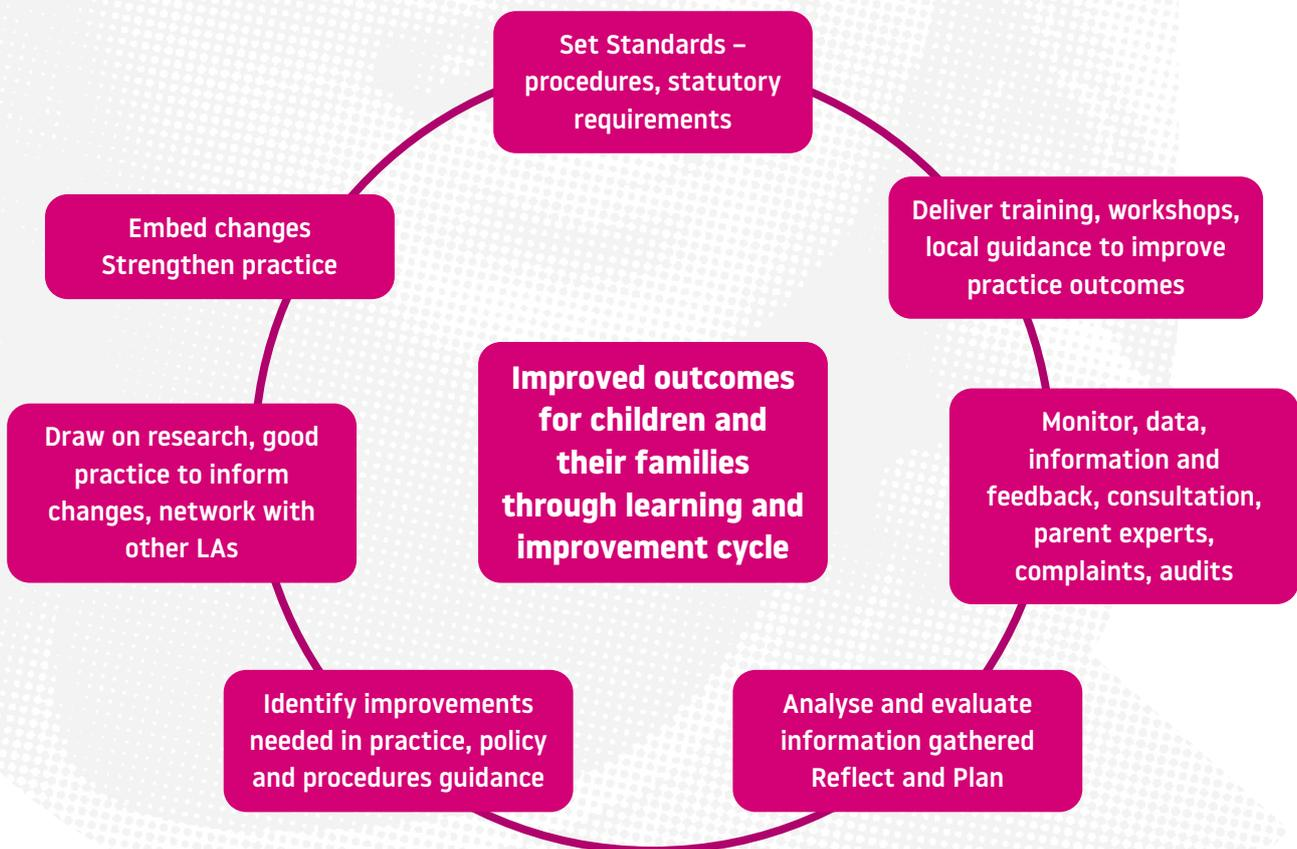 Set Standards –
procedures, statutory
requirements
Deliver training, workshops,
local guidance to improve
practice outcomes
Monitor, data,
information and
feedback, consultation,
parent experts,
complaints, audits
Analyse and evaluate
information gathered
Reflect and Plan
Identify improvements
needed in practice, policy
and procedures guidance
Draw on research, good
practice to inform
changes, network with
other LAs
Embed changes
Strengthen practice
Improved outcomes
for children and
their families
through learning and
improvement cycle